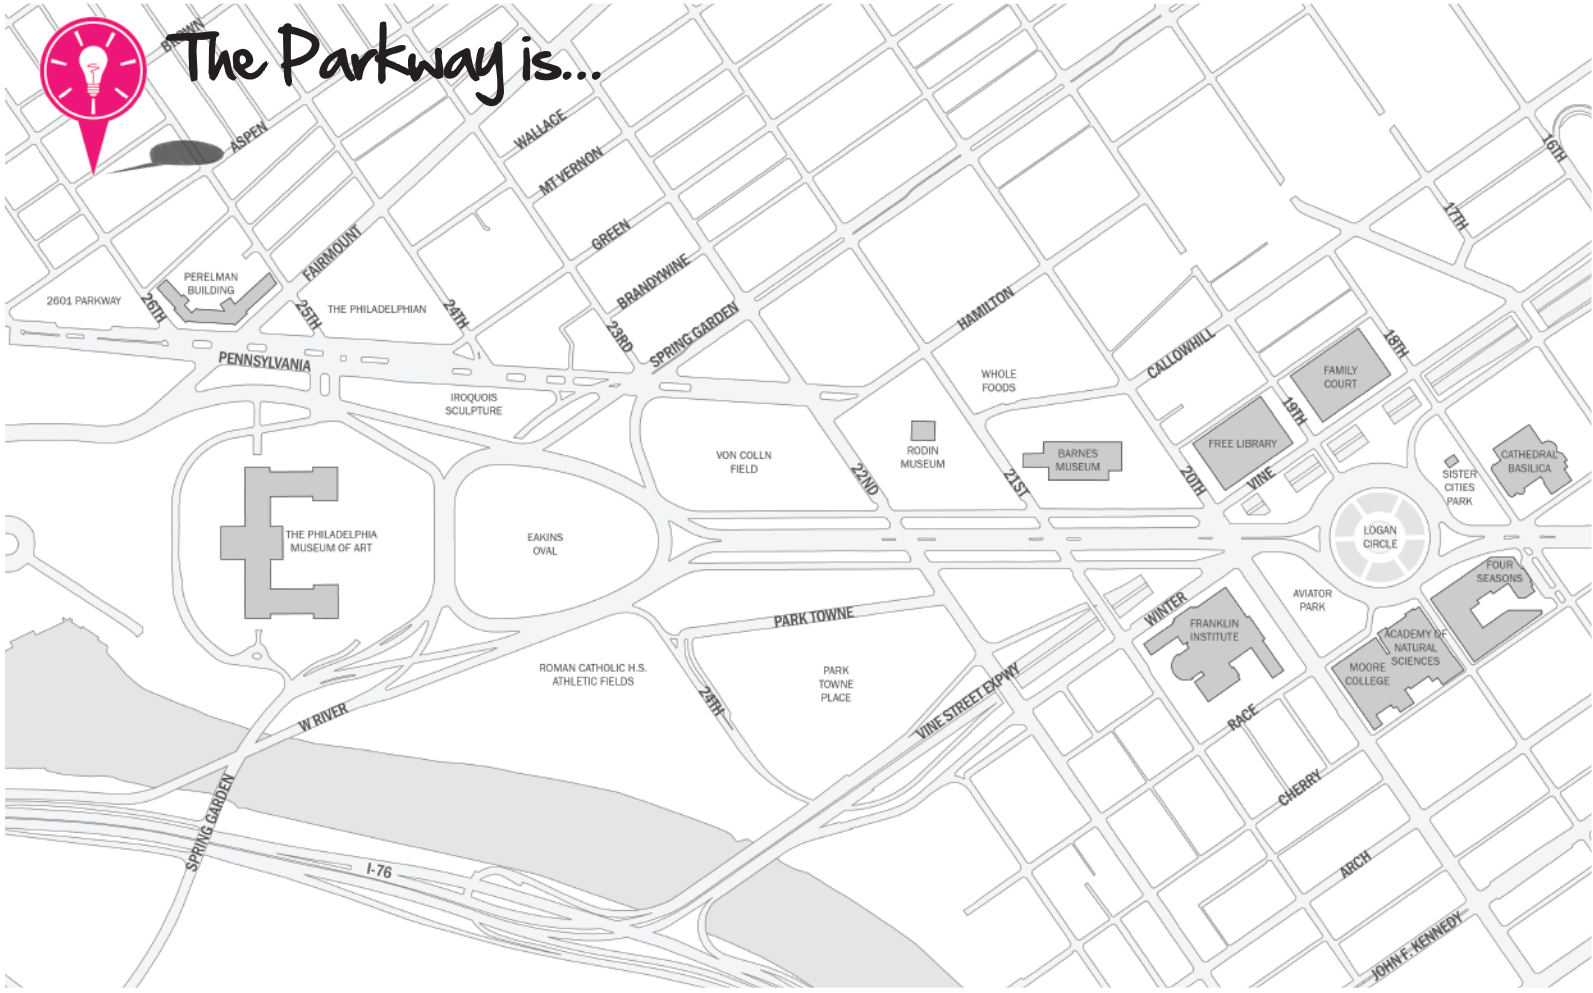 The Parkway is...
BROWN
ASPEN
WALLACE
MT VERNON
GREEN
BRANDYWINE
SPRING GARDEN
FAIRMOUNT
16TH
17TH
PERELMAN
BUILDING
2601 PARKWAY
26TH
25TH
THE PHILADELPHIAN
24TH
23RD
HAMILTON
CALLOWHILL
18TH
PENNSYLVANIA
IROQUOIS
SCULPTURE
WHOLE
FOODS
FAMILY
COURT
19TH
FREE LIBRARY
VON COLLN
FIELD
22ND
RODIN
MUSEUM
21ST
BARNES
MUSEUM
20TH
VINE
SISTER
CITIES
PARK
CATHEDRAL
BASILICA
THE PHILADELPHIA
MUSEUM OF ART
EAKINS
OVAL
LOGAN
CIRCLE
FOUR
SEASONS
AVIATOR
PARK
PARK TOWNE
WINTER
FRANKLIN
INSTITUTE
ACADEMY OF
NATURAL
SCIENCES
MOORE
COLLEGE
ROMAN CATHOLIC H.S.
ATHLETIC FIELDS
PARK
TOWNE
PLACE
24TH
VINE STREET EXPWY
W RIVER
RACE
CHERRY
SPRING GARDEN
I-76
ARCH
JOHN F. KENNEDY